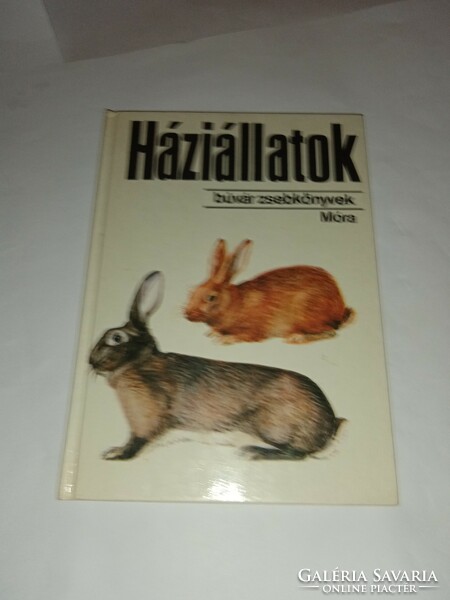 Háziállatok
búvár zsebkönyvek
Móra
GALÉRIA SAVARIA
ONLINE PIACTÉR